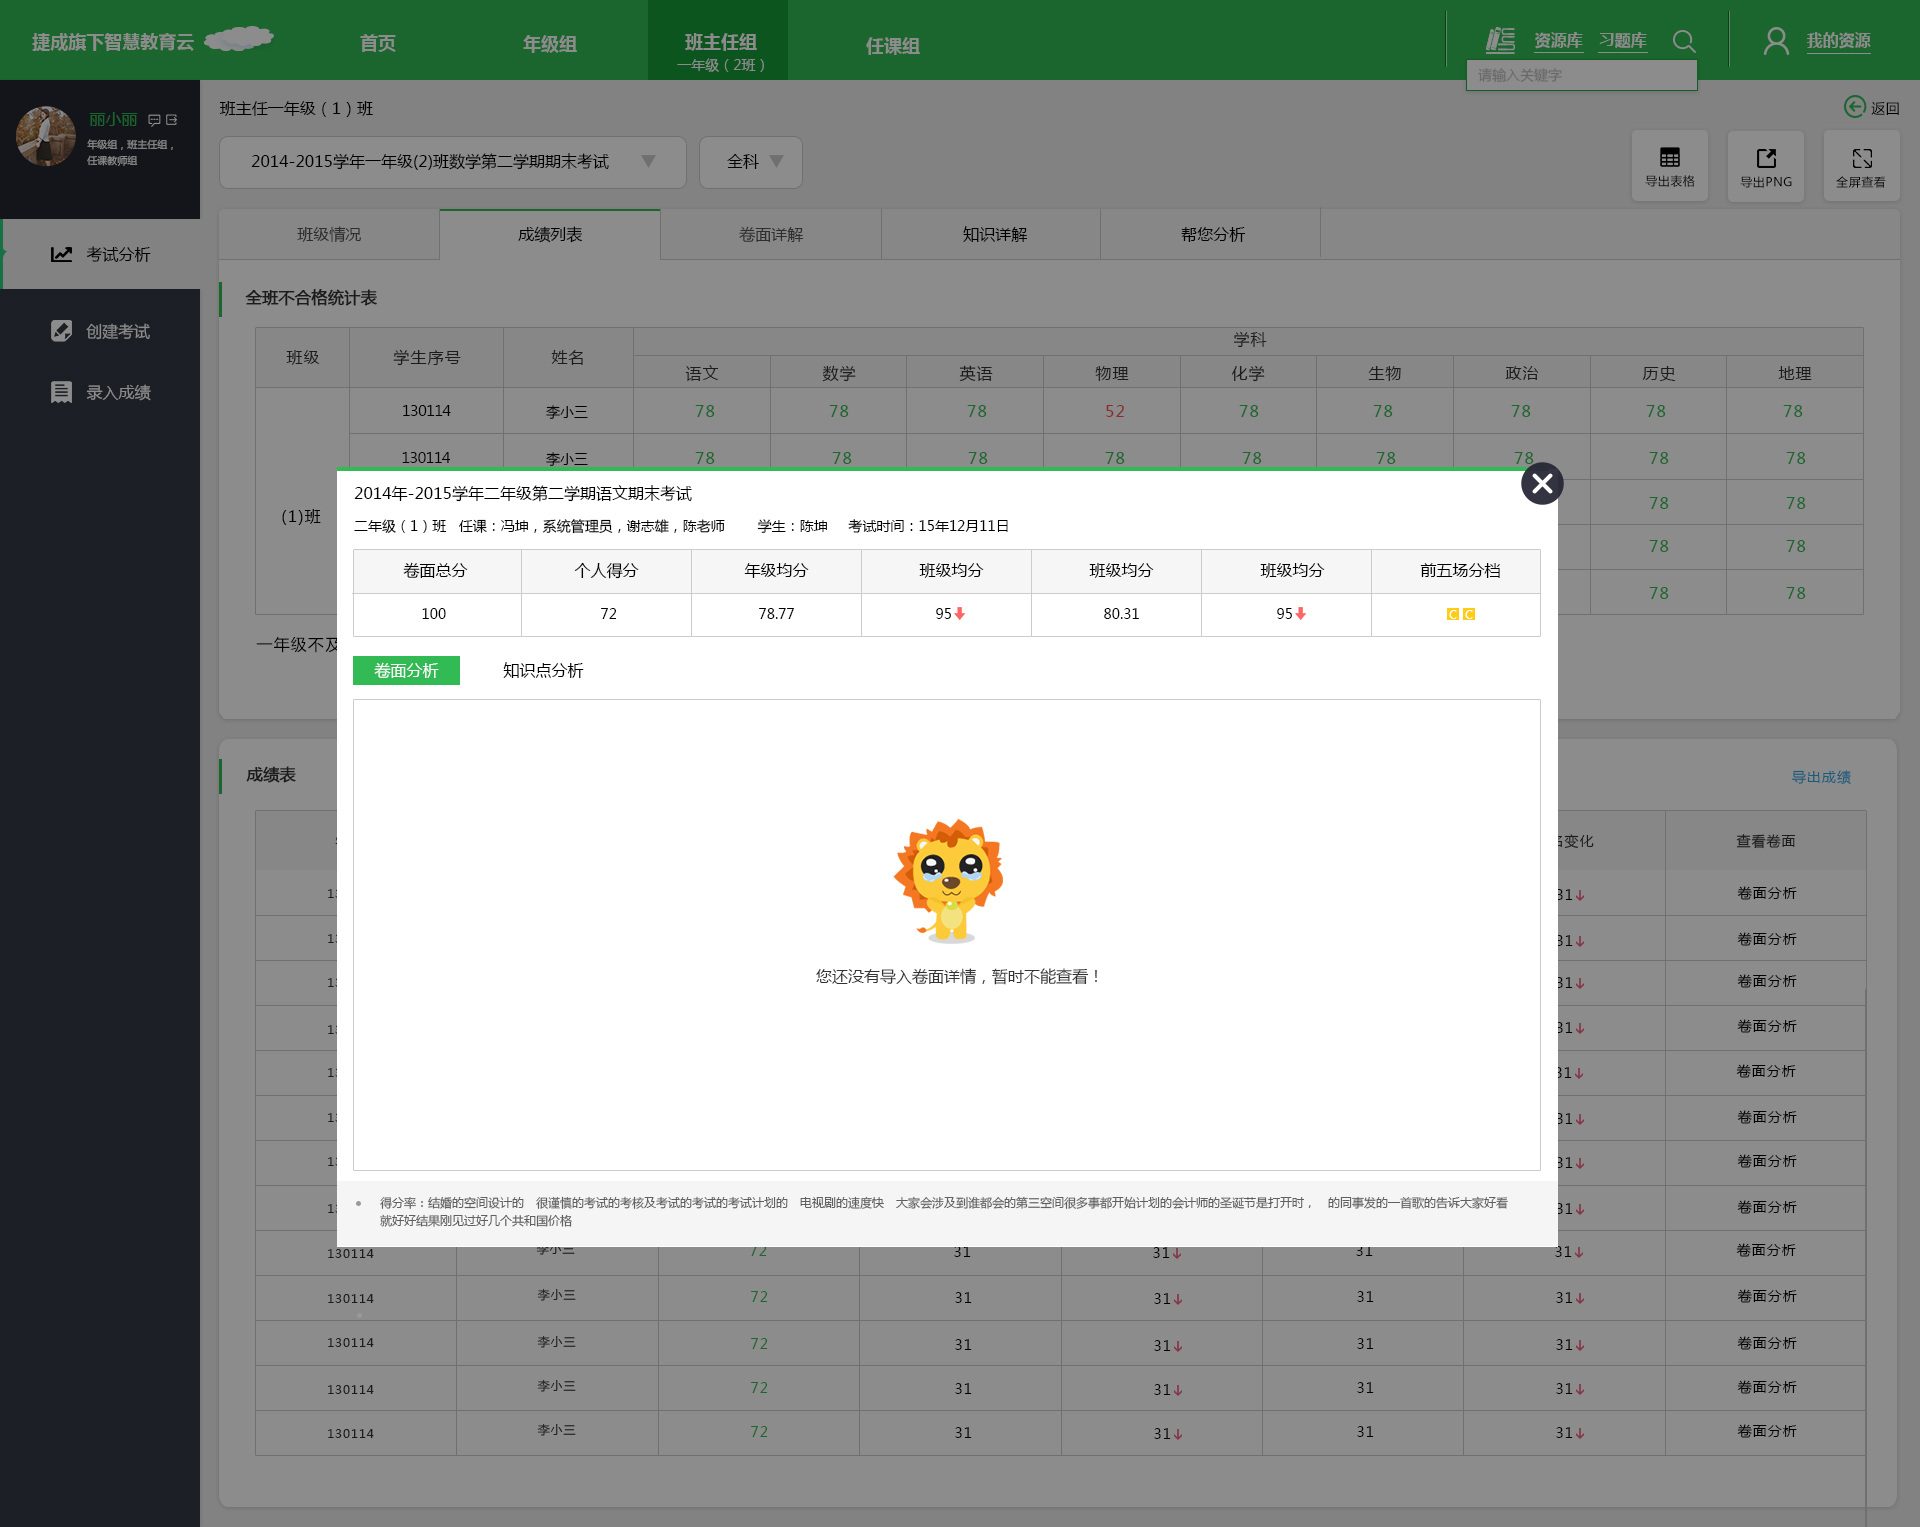 捷成旗下智慧教育云
首页
年级组
班主任组
一年级（2班）
任课组
资源库
习题库
我的资源
请输入关键字
丽小丽
年级组，班主任组，
任课教师组
考试分析
创建考试
录入成绩
班主任一年级（1）班
返回
2014-2015学年一年级(2)班数学第二学期期末考试
全科
导出表格
导出PNG
全屏查看
班级情况 成绩列表 卷面详解 知识详解 帮您分析
全班不合格统计表
班级 学生序号 姓名 学科
语文 数学 英语 物理 化学 生物 政治 历史 地理
130114 李小三 78 78 78 52 78 78 78 78 78
130114 李小三 78 78 78 78 78 78 78 78 78
(1)班
78 78
78 78
78 78
一年级不及
2014年-2015学年二年级第二学期语文期末考试
二年级（1）班 任课：冯坤，系统管理员，谢志雄，陈老师 学生：陈坤 考试时间：15年12月11日
卷面总分 个人得分 年级均分 班级均分 班级均分 班级均分 前五场分档
100 72 78.77 95 80.31 95 C C
卷面分析 知识点分析
您还没有导入卷面详情，暂时不能查看！
得分率：结婚的空间设计的 很谨慎的考试的考核及考试的考试的考试计划的 电视剧的速度快 大家会涉及到谁都会的第三空间很多事都开始计划的会计师的圣诞节是打开时， 的同事发的一首歌的告诉大家好看
就好好结果刚见过好几个共和国价格
成绩表
导出成绩
变化 查看卷面
31↓ 卷面分析
31↓ 卷面分析
31↓ 卷面分析
31↓ 卷面分析
31↓ 卷面分析
31↓ 卷面分析
31↓ 卷面分析
31↓ 卷面分析
130114 李小三 72 31 31↓ 31 31↓ 卷面分析
130114 李小三 72 31 31↓ 31 31↓ 卷面分析
130114 李小三 72 31 31↓ 31 31↓ 卷面分析
130114 李小三 72 31 31↓ 31 31↓ 卷面分析
130114 李小三 72 31 31↓ 31 31↓ 卷面分析